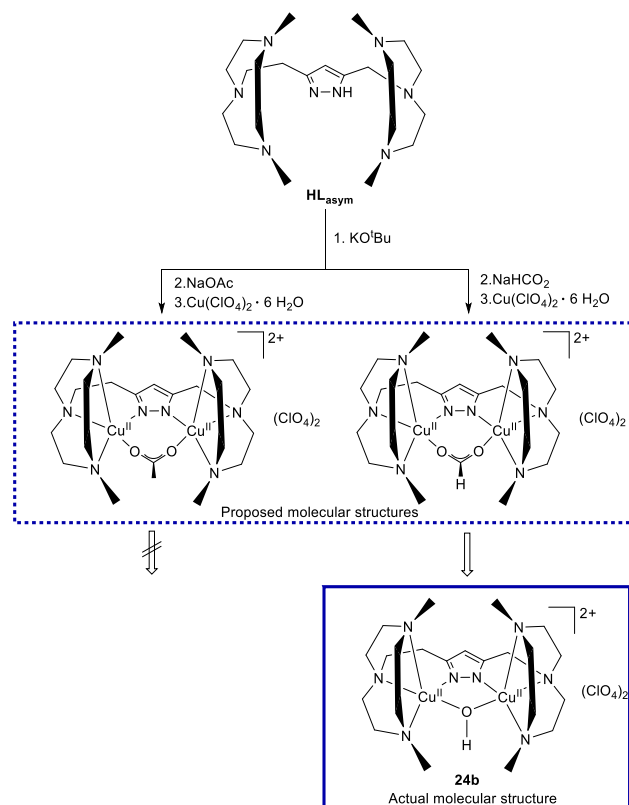 N N
N N
N NH
N N
HL_asym
1. KO^tBu
2.NaOAc
3.Cu(ClO₄)₂ · 6 H₂O
2.NaHCO₂
3.Cu(ClO₄)₂ · 6 H₂O
2+ 2+
N N N N
N N N N N N N N
Cu^II Cu^II (ClO₄)₂ Cu^II Cu^II (ClO₄)₂
O O O O
N N N N
H
Proposed molecular structures
2+
N N
N N N N
Cu^II Cu^II (ClO₄)₂
O
N N
H
24b
Actual molecular structure